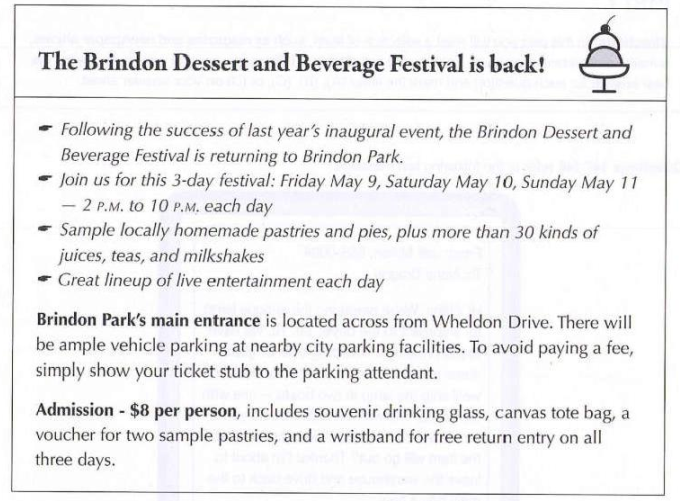 The Brindon Dessert and Beverage Festival is back!
Following the success of last year's inaugural event, the Brindon Dessert and
Beverage Festival is returning to Brindon Park.
Join us for this 3-day festival: Friday May 9, Saturday May 10, Sunday May 11
— 2 P.M. to 10 P.M. each day
Sample locally homemade pastries and pies, plus more than 30 kinds of
juices, teas, and milkshakes
Great lineup of live entertainment each day
Brindon Park's main entrance is located across from Wheldon Drive. There will
be ample vehicle parking at nearby city parking facilities. To avoid paying a fee,
simply show your ticket stub to the parking attendant.
Admission - $8 per person, includes souvenir drinking glass, canvas tote bag, a
voucher for two sample pastries, and a wristband for free return entry on all
three days.